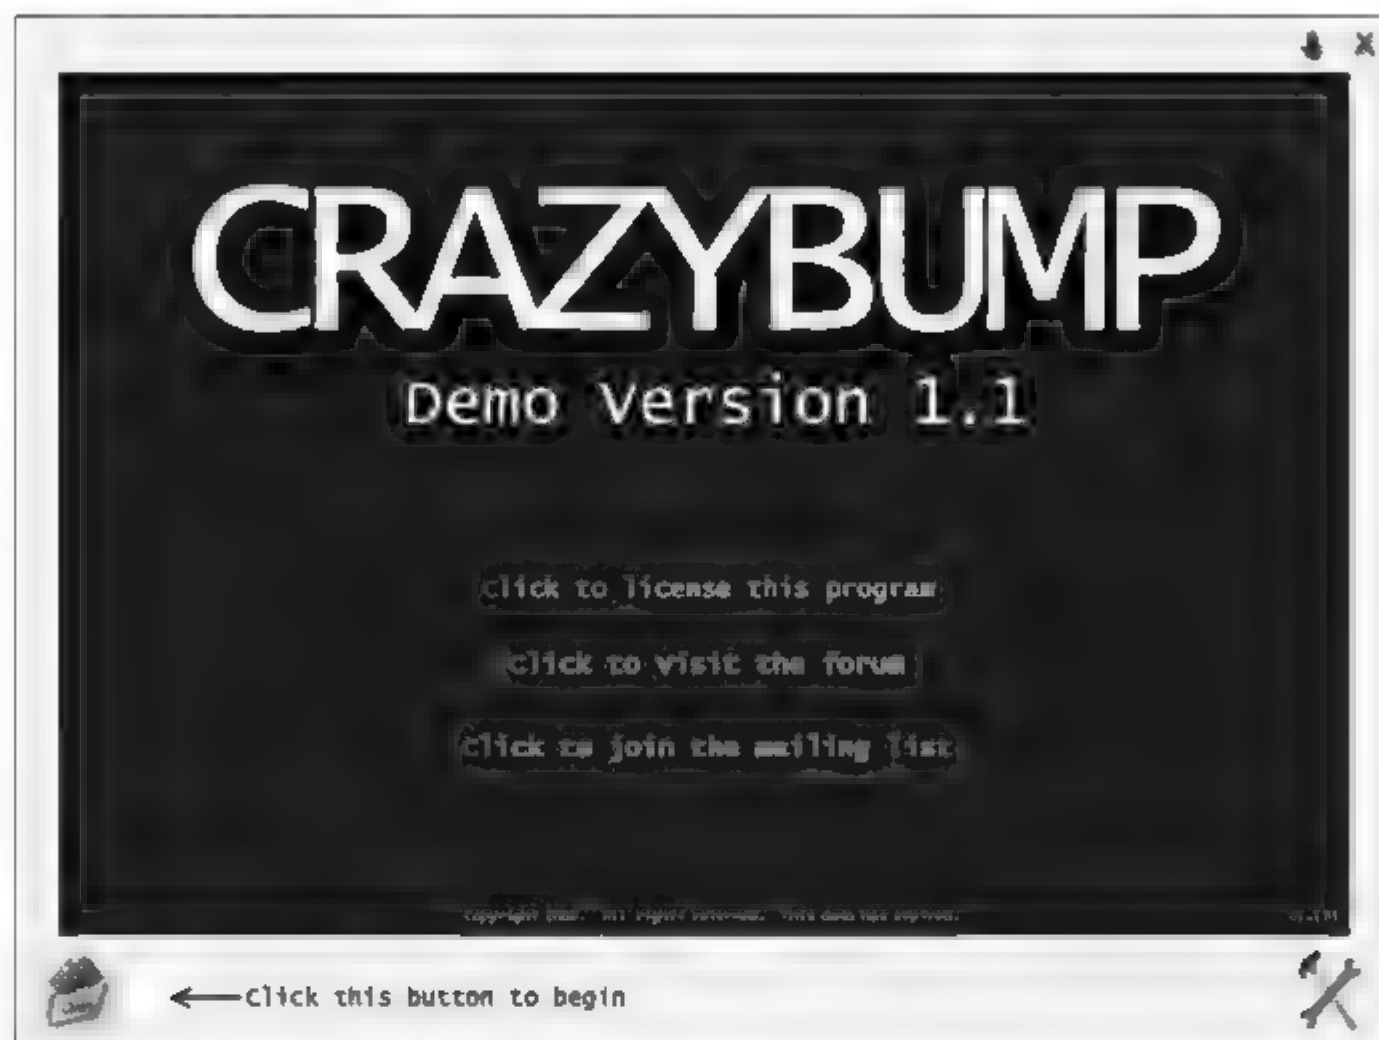 CRAZYBUMP
Demo Version 1.1
Click to license this program
Click to visit the forum
Click to join the mailing list
Click this button to begin